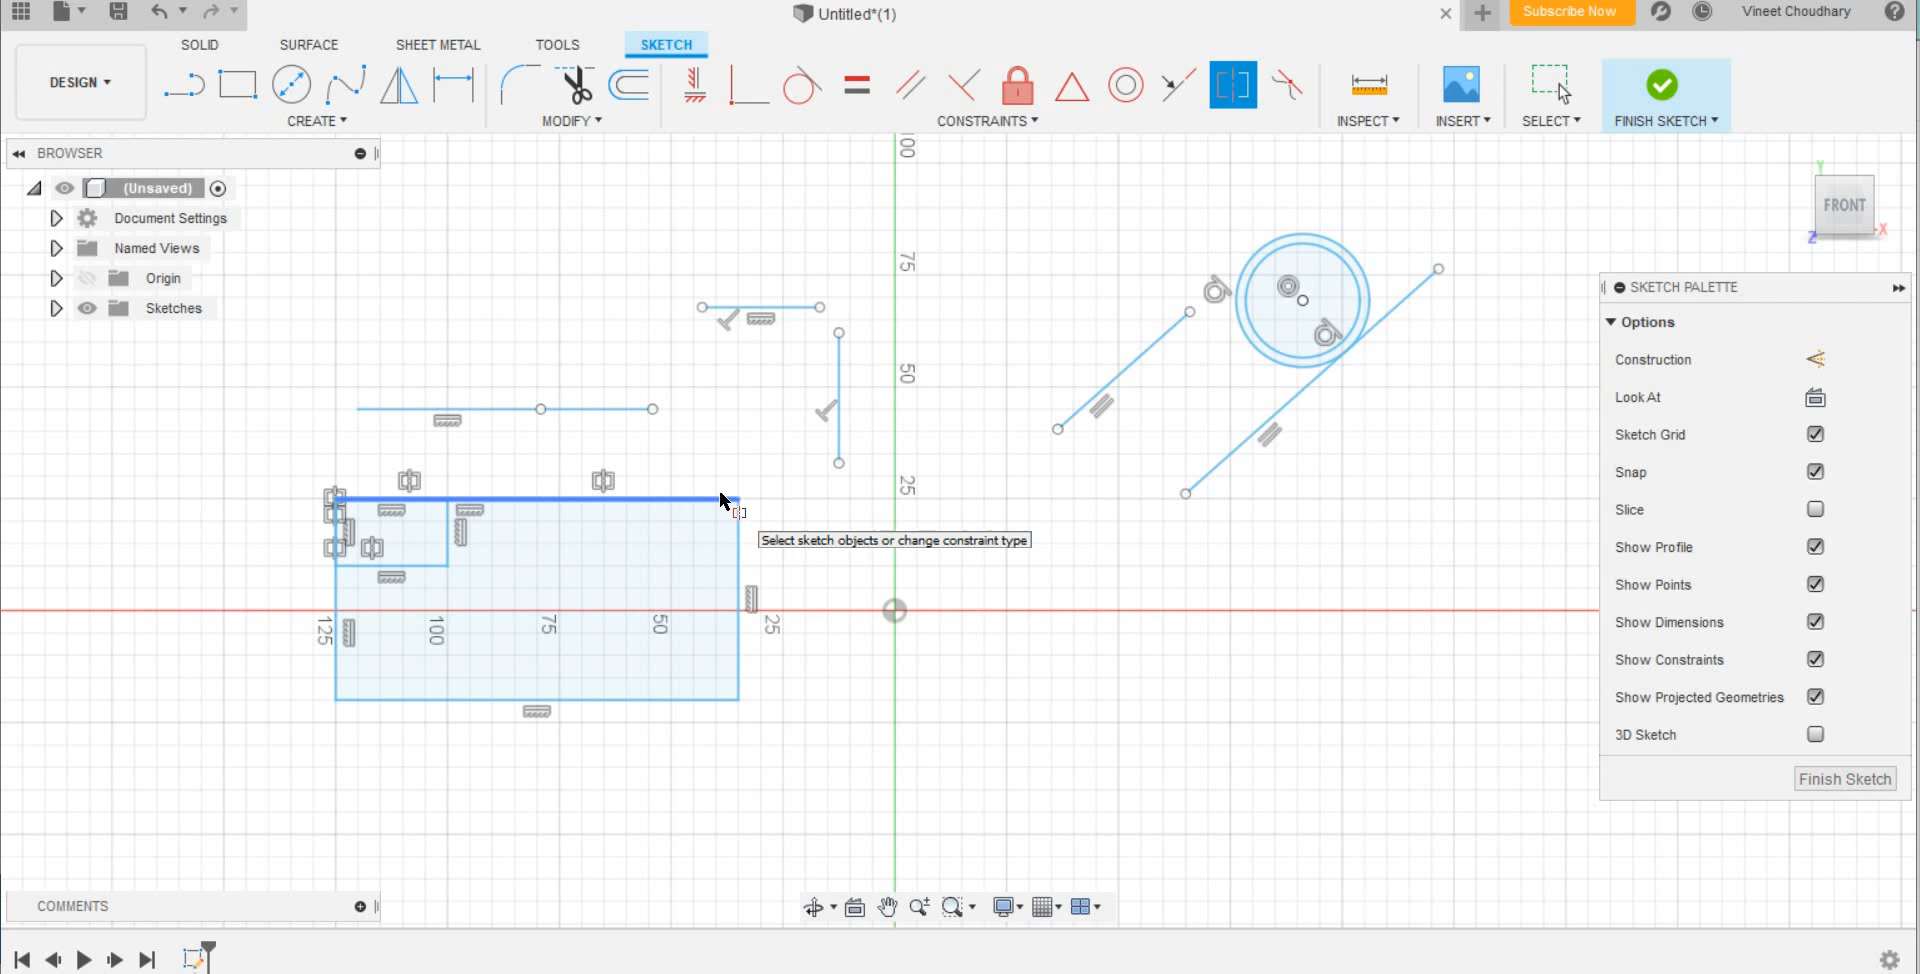 Untitled*(1)
Subscribe Now
Vineet Choudhary
DESIGN
SOLID
SURFACE
SHEET METAL
TOOLS
SKETCH
CREATE
MODIFY
CONSTRAINTS
INSPECT
INSERT
SELECT
FINISH SKETCH
BROWSER
(Unsaved)
Document Settings
Named Views
Origin
Sketches
100
75
50
25
125
100
75
50
25
Select sketch objects or change constraint type
Y
FRONT
X
Z
SKETCH PALETTE
Options
Construction
Look At
Sketch Grid
Snap
Slice
Show Profile
Show Points
Show Dimensions
Show Constraints
Show Projected Geometries
3D Sketch
Finish Sketch
COMMENTS